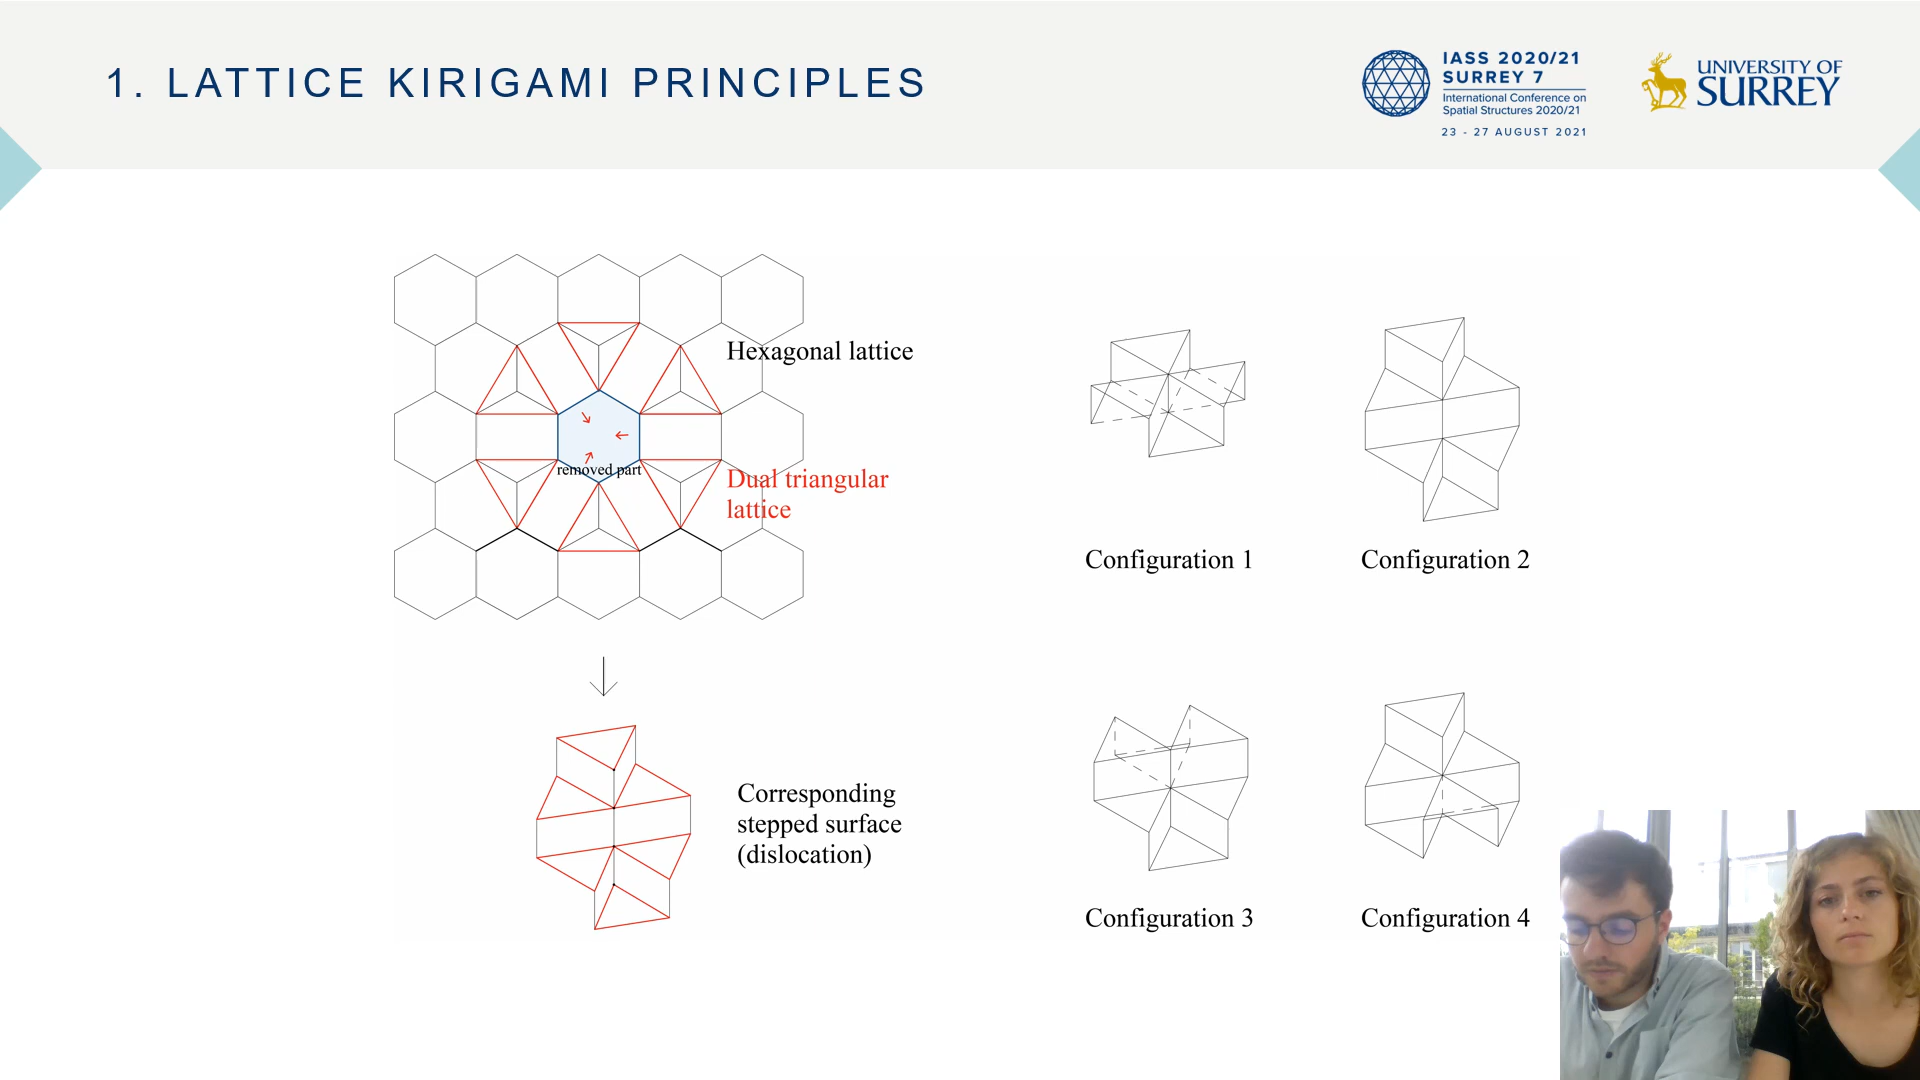 1. LATTICE KIRIGAMI PRINCIPLES
IASS 2020/21
SURREY 7
International Conference on
Spatial Structures 2020/21
23 - 27 AUGUST 2021
UNIVERSITY OF
SURREY
Hexagonal lattice
removed part
Dual triangular
lattice
Corresponding
stepped surface
(dislocation)
Configuration 1
Configuration 2
Configuration 3
Configuration 4